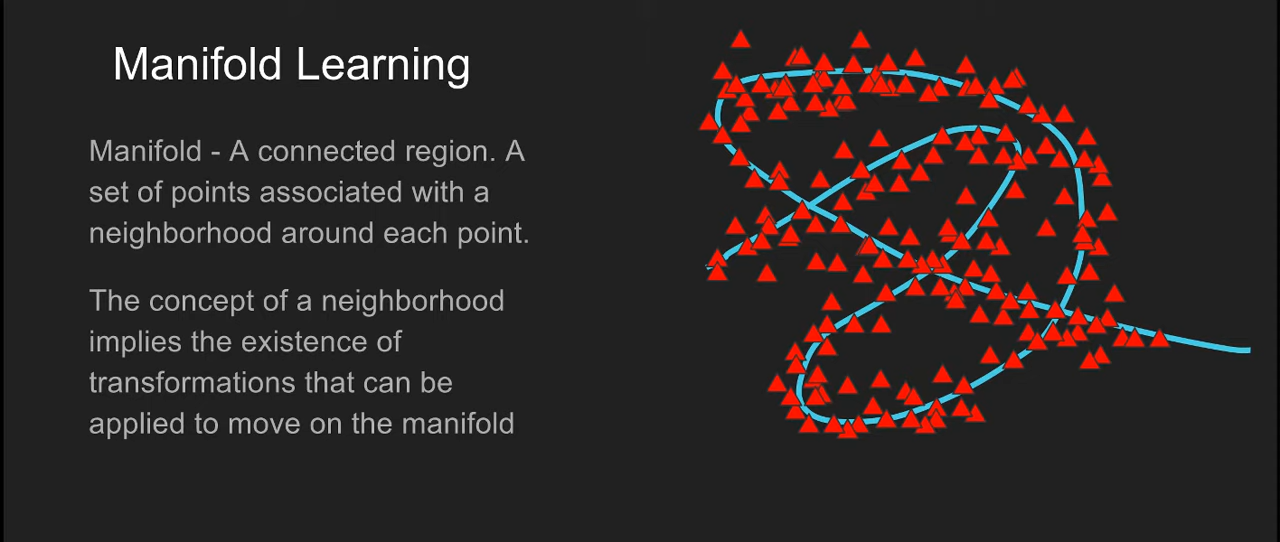 Manifold Learning
Manifold - A connected region. A
set of points associated with a
neighborhood around each point.
The concept of a neighborhood
implies the existence of
transformations that can be
applied to move on the manifold